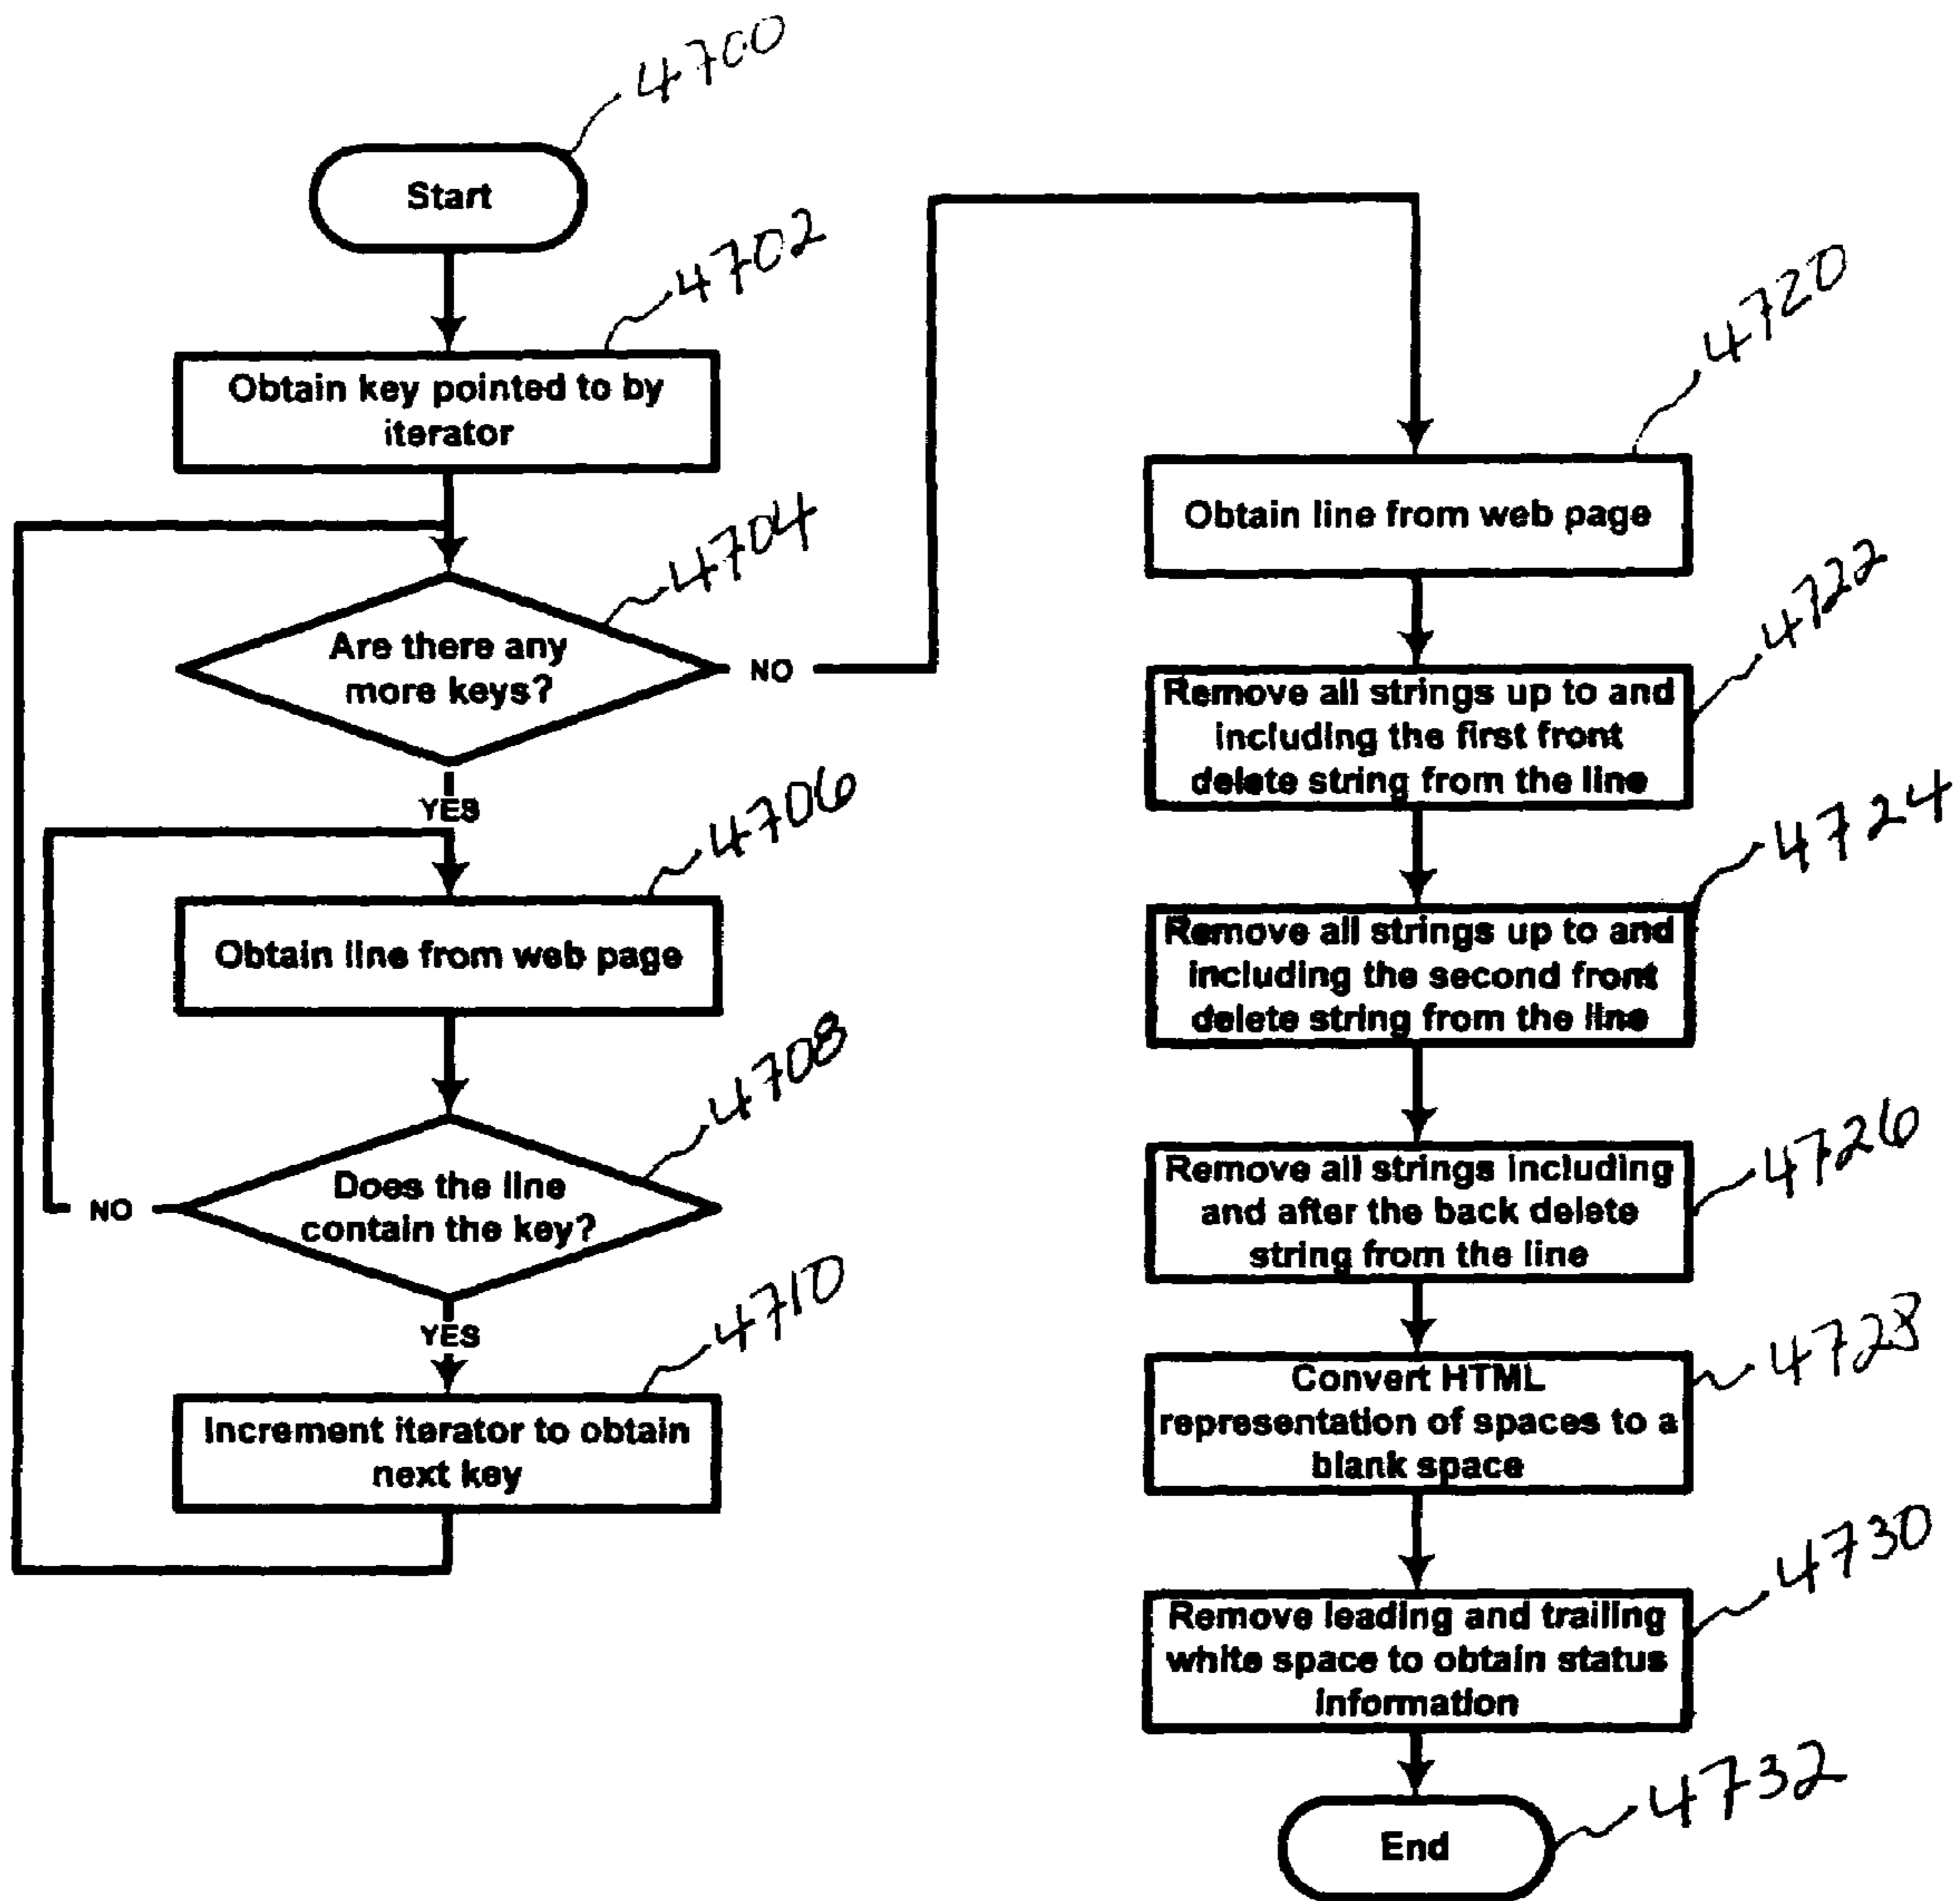 4700
Start
4702
Obtain key pointed to by
iterator
4704
Are there any
more keys?
NO
YES
4706
Obtain line from web page
4708
Does the line
contain the key?
NO
YES
4710
Increment iterator to obtain
next key
4720
Obtain line from web page
4722
Remove all strings up to and
including the first front
delete string from the line
4724
Remove all strings up to and
including the second front
delete string from the line
4726
Remove all strings including
and after the back delete
string from the line
4728
Convert HTML
representation of spaces to a
blank space
4730
Remove leading and trailing
white space to obtain status
information
4732
End